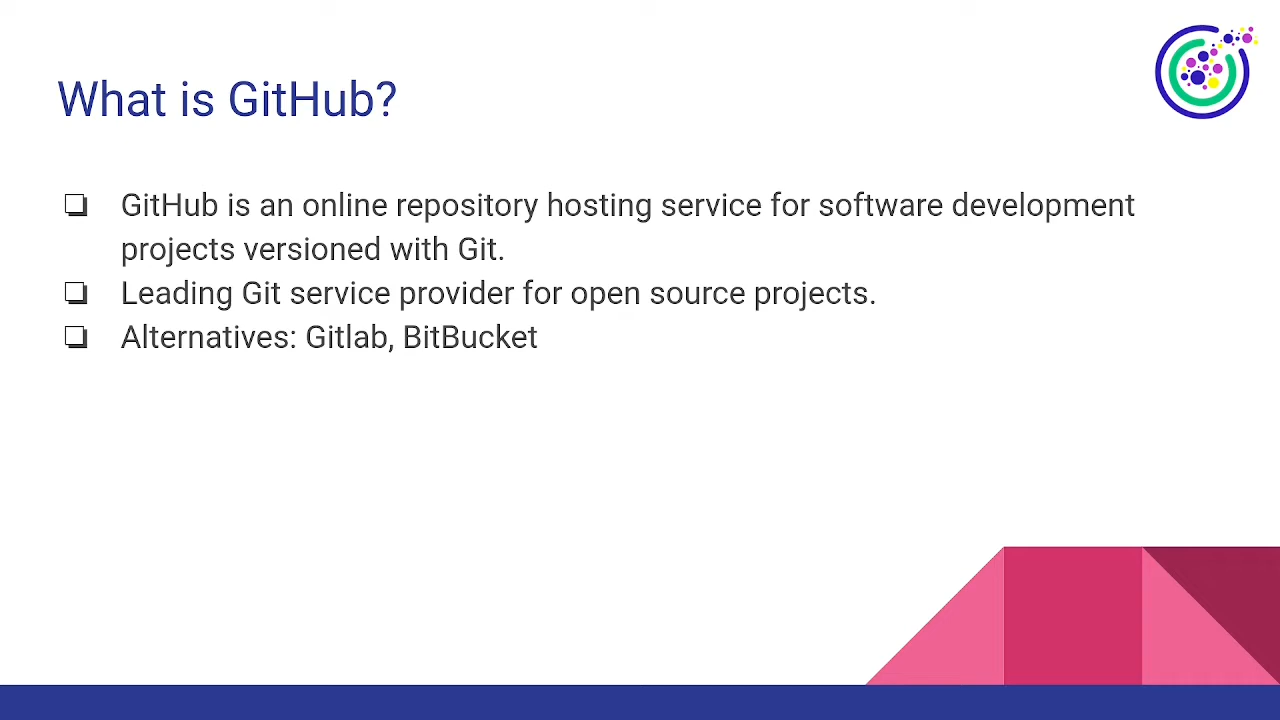 What is GitHub?
❏ GitHub is an online repository hosting service for software development
projects versioned with Git.
❏ Leading Git service provider for open source projects.
❏ Alternatives: Gitlab, BitBucket